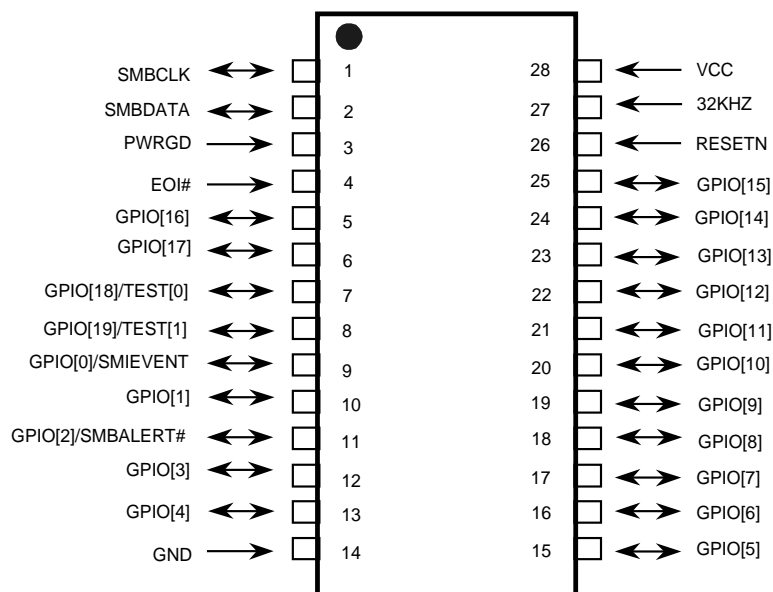 SMBCLK 1 28 VCC
SMBDATA 2 27 32KHZ
PWRGD 3 26 RESETN
EOI# 4 25 GPIO[15]
GPIO[16] 5 24 GPIO[14]
GPIO[17] 6 23 GPIO[13]
GPIO[18]/TEST[0] 7 22 GPIO[12]
GPIO[19]/TEST[1] 8 21 GPIO[11]
GPIO[0]/SMIEVENT 9 20 GPIO[10]
GPIO[1] 10 19 GPIO[9]
GPIO[2]/SMBALERT# 11 18 GPIO[8]
GPIO[3] 12 17 GPIO[7]
GPIO[4] 13 16 GPIO[6]
GND 14 15 GPIO[5]